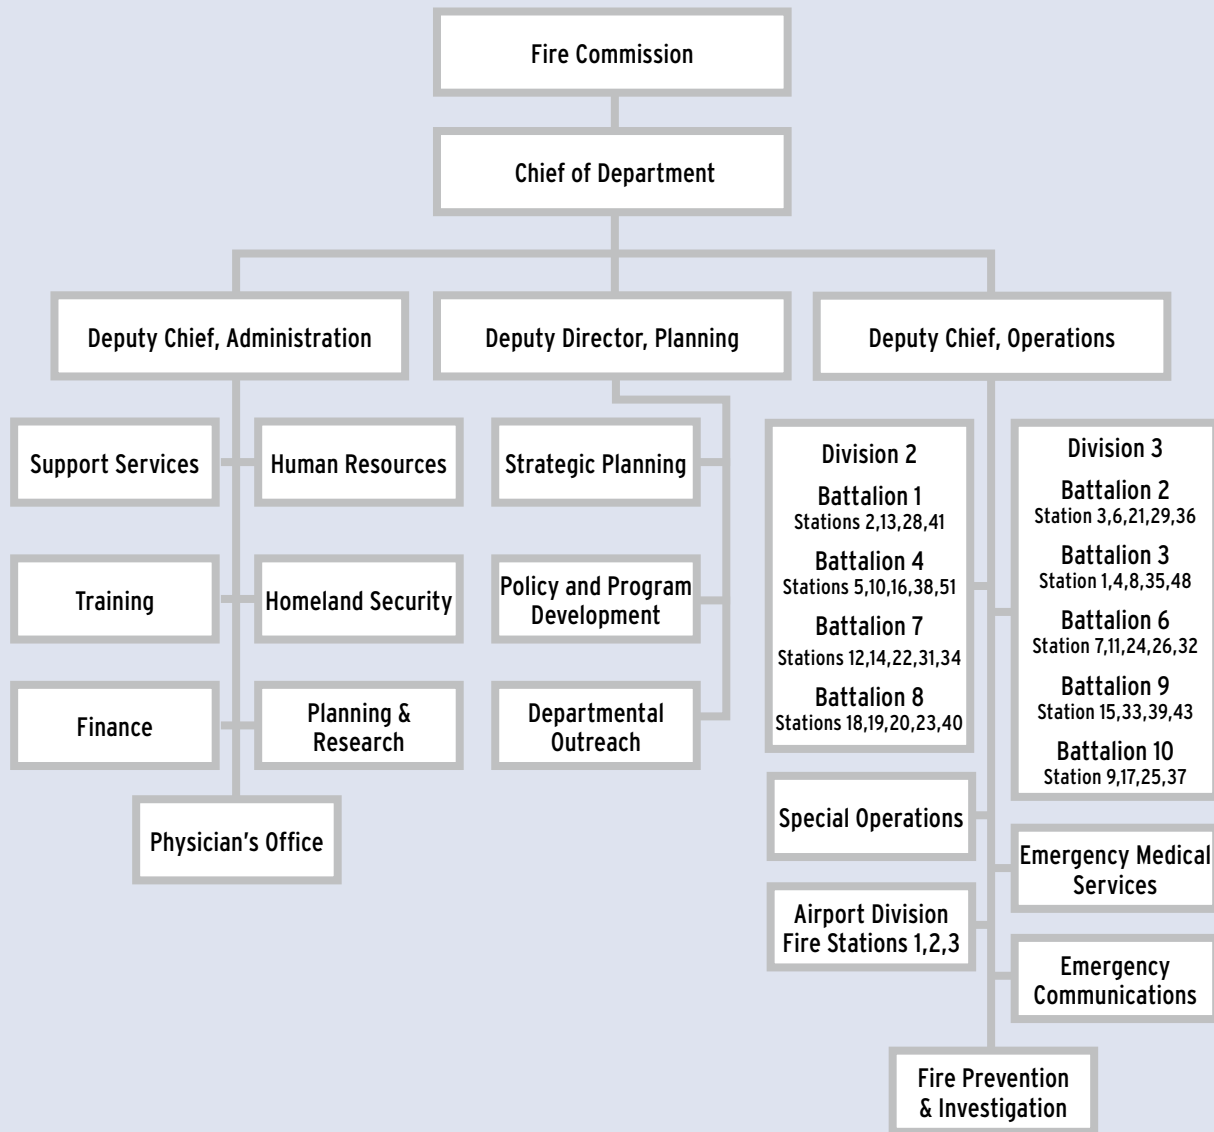 Fire Commission
Chief of Department
Deputy Chief, Administration
Deputy Director, Planning
Deputy Chief, Operations
Support Services
Human Resources
Training
Homeland Security
Finance
Planning &
Research
Physician's Office
Strategic Planning
Policy and Program
Development
Departmental
Outreach
Division 2
Battalion 1
Stations 2,13,28,41
Battalion 4
Stations 5,10,16,38,51
Battalion 7
Stations 12,14,22,31,34
Battalion 8
Stations 18,19,20,23,40
Division 3
Battalion 2
Station 3,6,21,29,36
Battalion 3
Station 1,4,8,35,48
Battalion 6
Station 7,11,24,26,32
Battalion 9
Station 15,33,39,43
Battalion 10
Station 9,17,25,37
Special Operations
Emergency Medical
Services
Airport Division
Fire Stations 1,2,3
Emergency
Communications
Fire Prevention
& Investigation